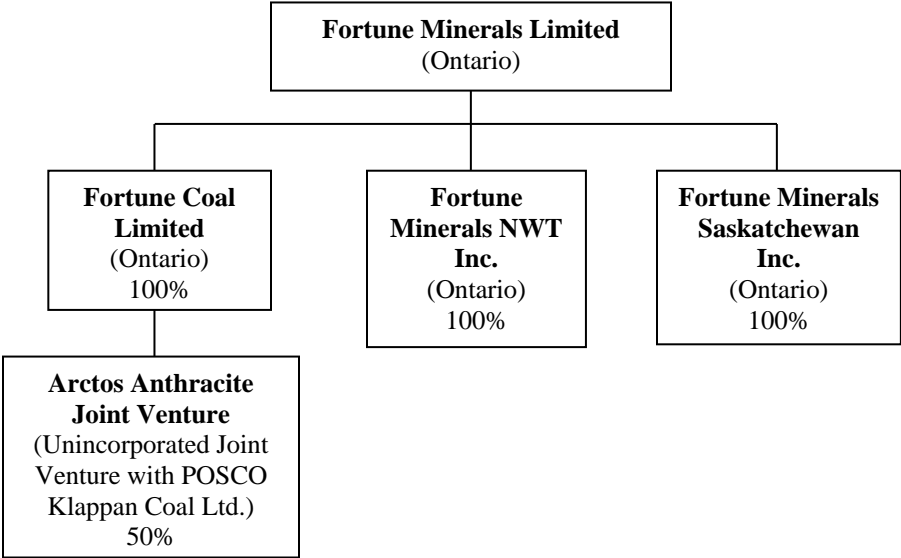 Fortune Minerals Limited
(Ontario)
Fortune Coal
Limited
(Ontario)
100%
Fortune
Minerals NWT
Inc.
(Ontario)
100%
Fortune Minerals
Saskatchewan
Inc.
(Ontario)
100%
Arctos Anthracite
Joint Venture
(Unincorporated Joint
Venture with POSCO
Klappan Coal Ltd.)
50%